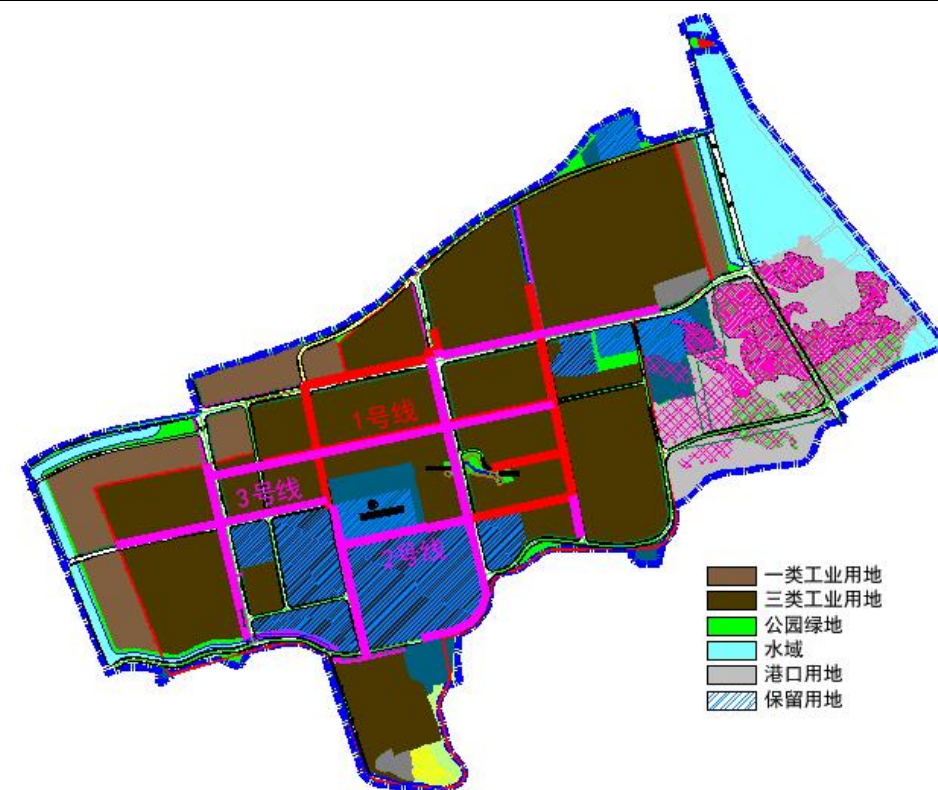 1号线
3号线
2号线
一类工业用地
三类工业用地
公园绿地
水域
港口用地
保留用地